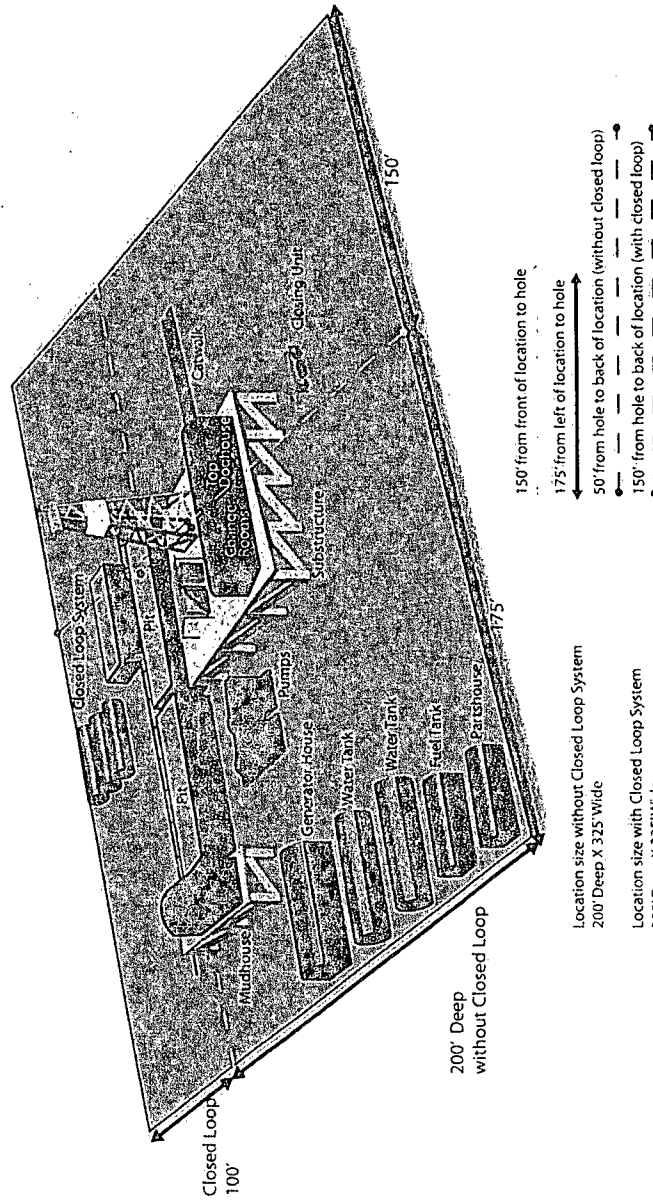 Closed Loop
100'
200' Deep
without Closed Loop
Closed Loop System
Pit
Pit
Mudhouse
Pumps
Generator House
Water Tank
Water Tank
Fuel Tank
Partshouse
Top
Doghouse
Change
Room
Substructure
Catwalk
Closing Unit
175'
150'
Location size without Closed Loop System
200' Deep X 325' Wide
Location size with Closed Loop System
150' from front of location to hole
175' from left of location to hole
50' from hole to back of location (without closed loop)
150' from hole to back of location (with closed loop)